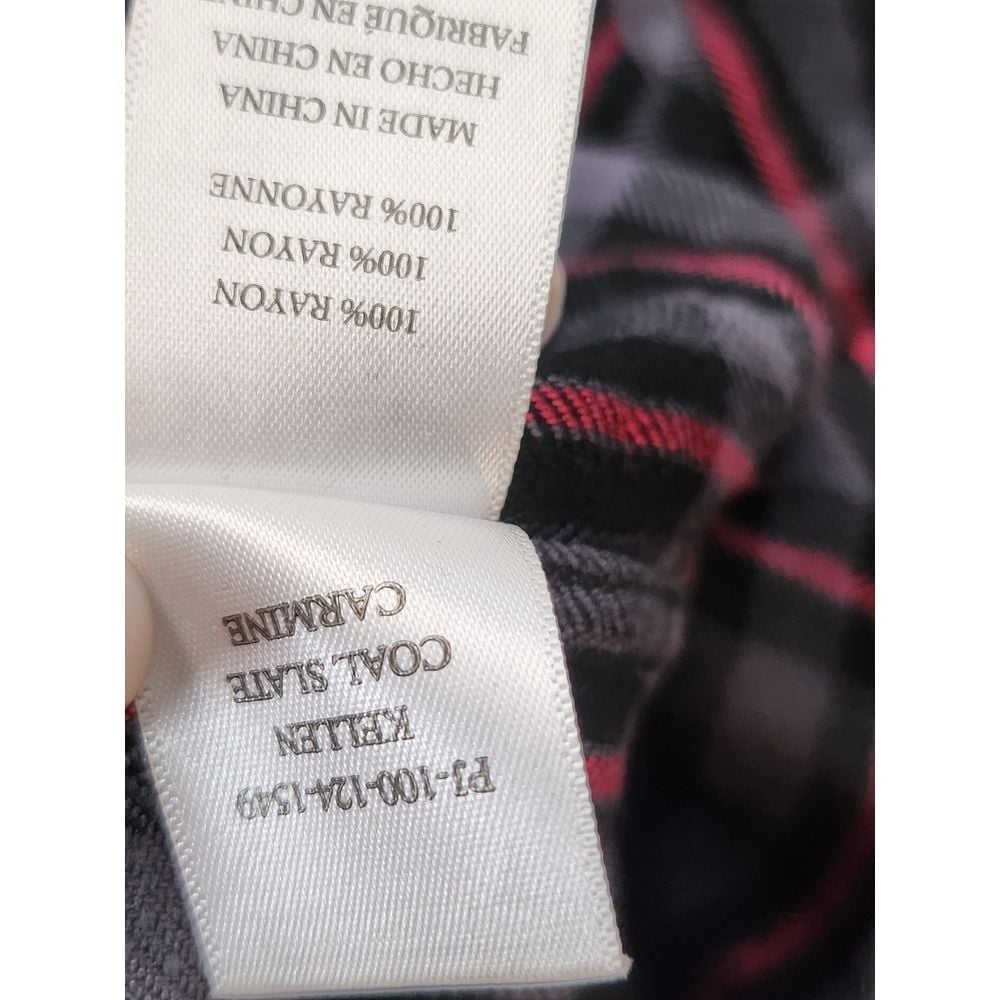 PJ-100-124-1549
KELLEN
COAL SLATE
CARMINE
100% RAYON
100% RAYON
100% RAYONNE
MADE IN CHINA
HECHO EN CHINA
FABRIQUÉ EN CHINE